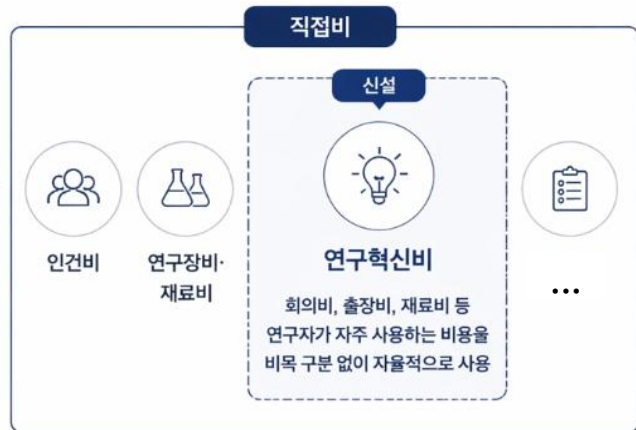 직접비
신설
인건비
연구장비·
재료비
연구혁신비
회의비, 출장비, 재료비 등
연구자가 자주 사용하는 비용을
비목 구분 없이 자율적으로 사용
...